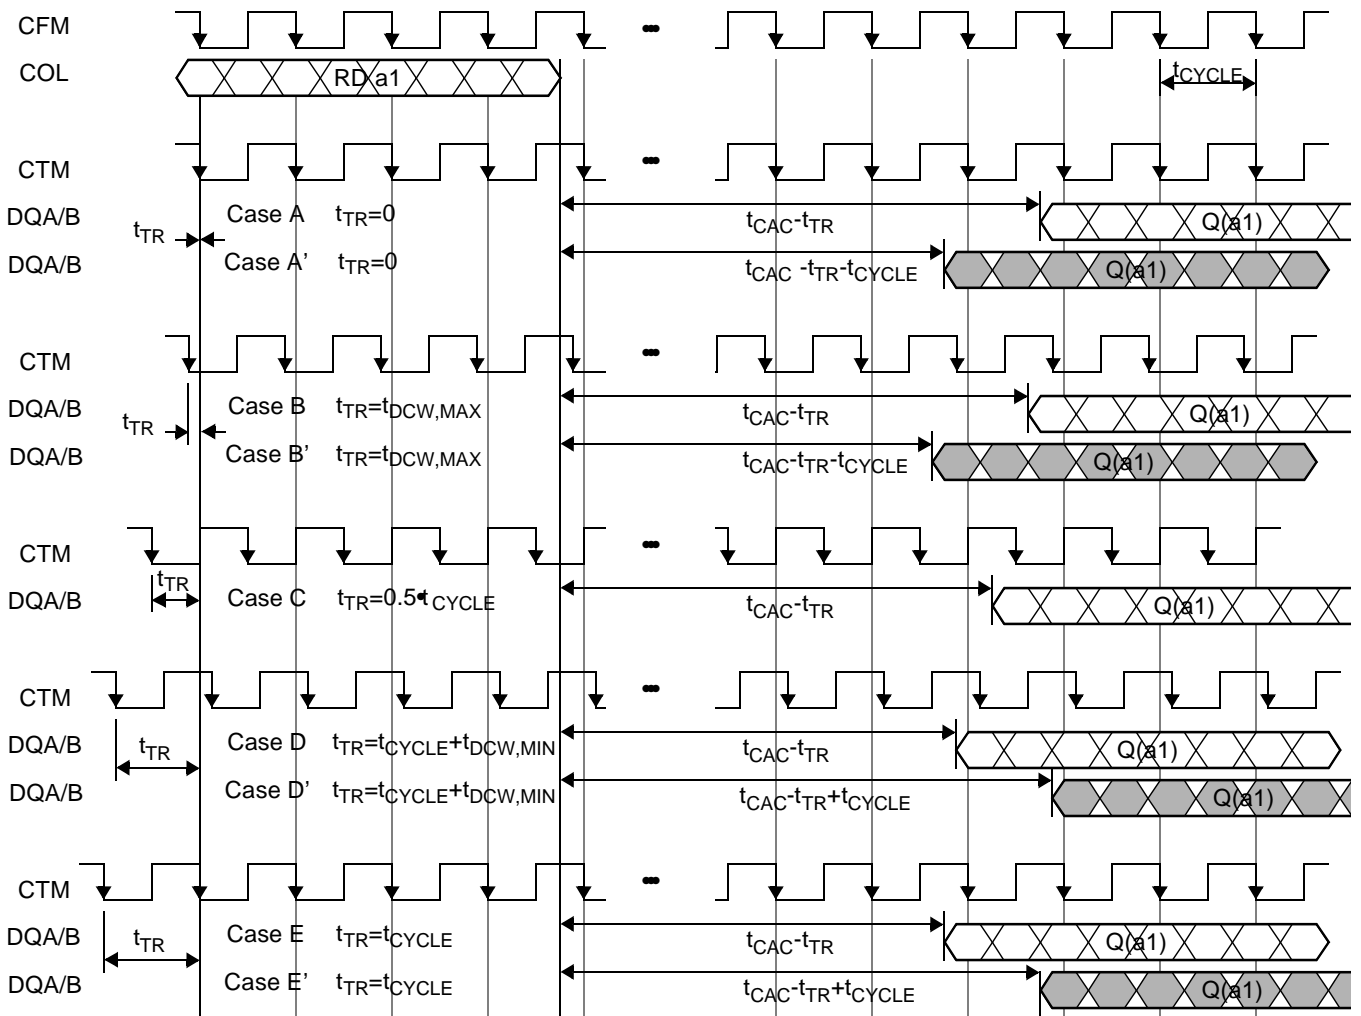 CFM
COL
RD a1
tCYCLE
CTM
DQA/B
Case A tTR=0
tCAC-tTR
Q(a1)
tTR
DQA/B
Case A’ tTR=0
tCAC -tTR-tCYCLE
Q(a1)
CTM
DQA/B
Case B tTR=tDCW,MAX
tCAC-tTR
Q(a1)
tTR
DQA/B
Case B’ tTR=tDCW,MAX
tCAC-tTR-tCYCLE
Q(a1)
CTM
tTR
DQA/B
Case C tTR=0.5•tCYCLE
tCAC-tTR
Q(a1)
CTM
DQA/B
tTR
Case D tTR=tCYCLE+tDCW,MIN
tCAC-tTR
Q(a1)
DQA/B
Case D’ tTR=tCYCLE+tDCW,MIN
tCAC-tTR+tCYCLE
Q(a1)
CTM
DQA/B
tTR
Case E tTR=tCYCLE
tCAC-tTR
Q(a1)
DQA/B
Case E’ tTR=tCYCLE
tCAC-tTR+tCYCLE
Q(a1)